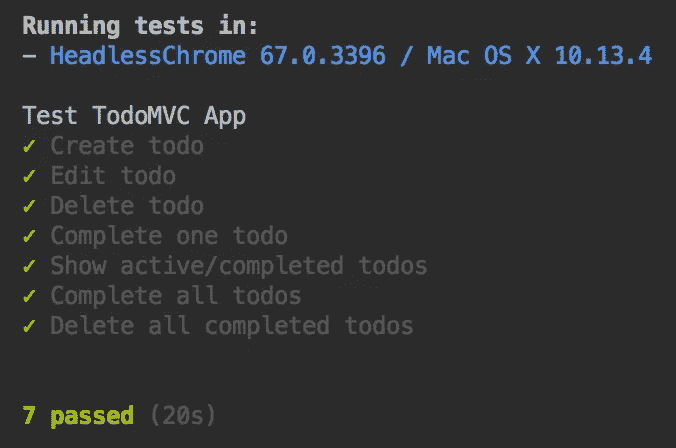 Running tests in:
- HeadlessChrome 67.0.3396 / Mac OS X 10.13.4
Test TodoMVC App
✓ Create todo
✓ Edit todo
✓ Delete todo
✓ Complete one todo
✓ Show active/completed todos
✓ Complete all todos
✓ Delete all completed todos
7 passed (20s)